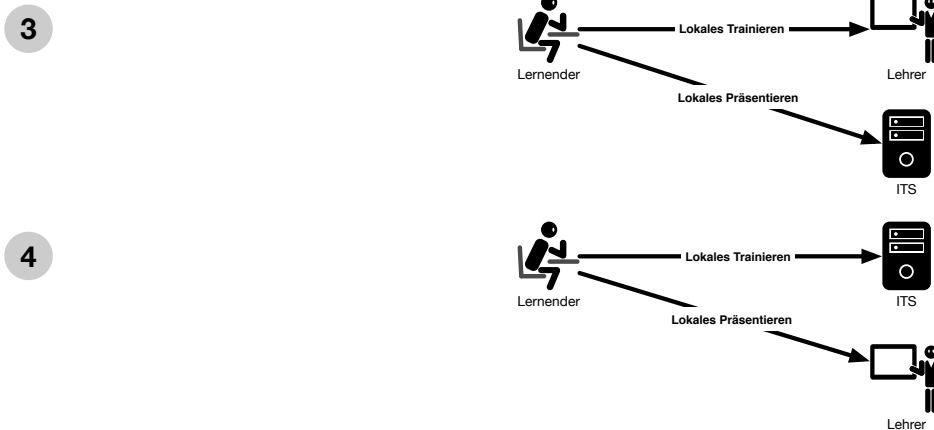 3
Lokales Trainieren
Lernender
Lehrer
Lokales Präsentieren
ITS
4
Lokales Trainieren
Lernender
ITS
Lokales Präsentieren
Lehrer